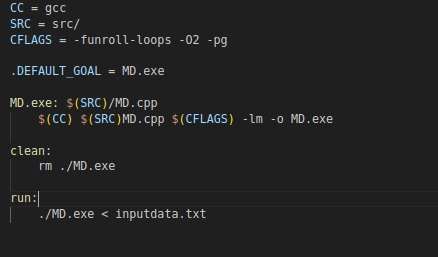 CC = gcc
SRC = src/
CFLAGS = -funroll-loops -O2 -pg
.DEFAULT_GOAL = MD.exe
MD.exe: $(SRC)/MD.cpp
$(CC) $(SRC)MD.cpp $(CFLAGS) -lm -o MD.exe
clean:
rm ./MD.exe
run:
./MD.exe < inputdata.txt